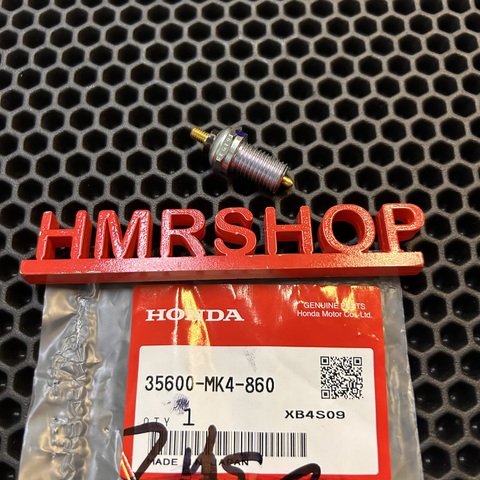 HMRSHOP
HONDA
GENUINE PARTS
Honda Motor Co., Ltd.
35600-MK4-860
QTY 1
XB4S09
MADE IN JAPAN